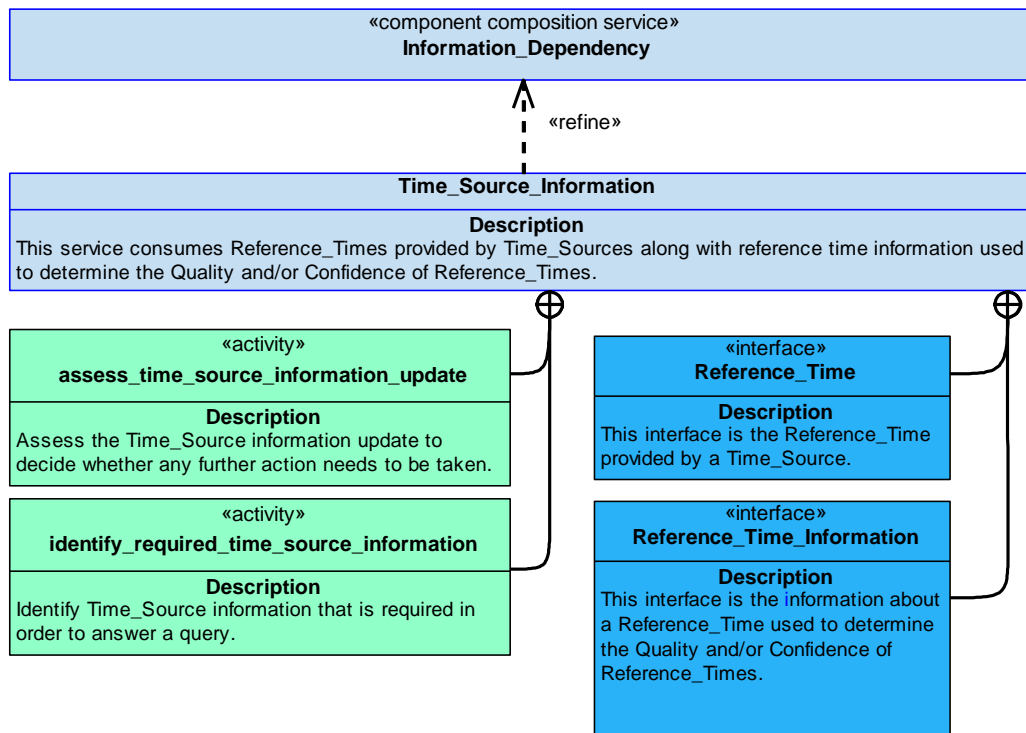 «component composition service»
Information_Dependency
«refine»
Time_Source_Information
Description
This service consumes Reference_Times provided by Time_Sources along with reference time information used
to determine the Quality and/or Confidence of Reference_Times.
«activity»
assess_time_source_information_update
Description
Assess the Time_Source information update to
decide whether any further action needs to be taken.
«activity»
identify_required_time_source_information
Description
Identify Time_Source information that is required in
order to answer a query.
«interface»
Reference_Time
Description
This interface is the Reference_Time
provided by a Time_Source.
«interface»
Reference_Time_Information
Description
This interface is the information about
a Reference_Time used to determine
the Quality and/or Confidence of
Reference_Times.